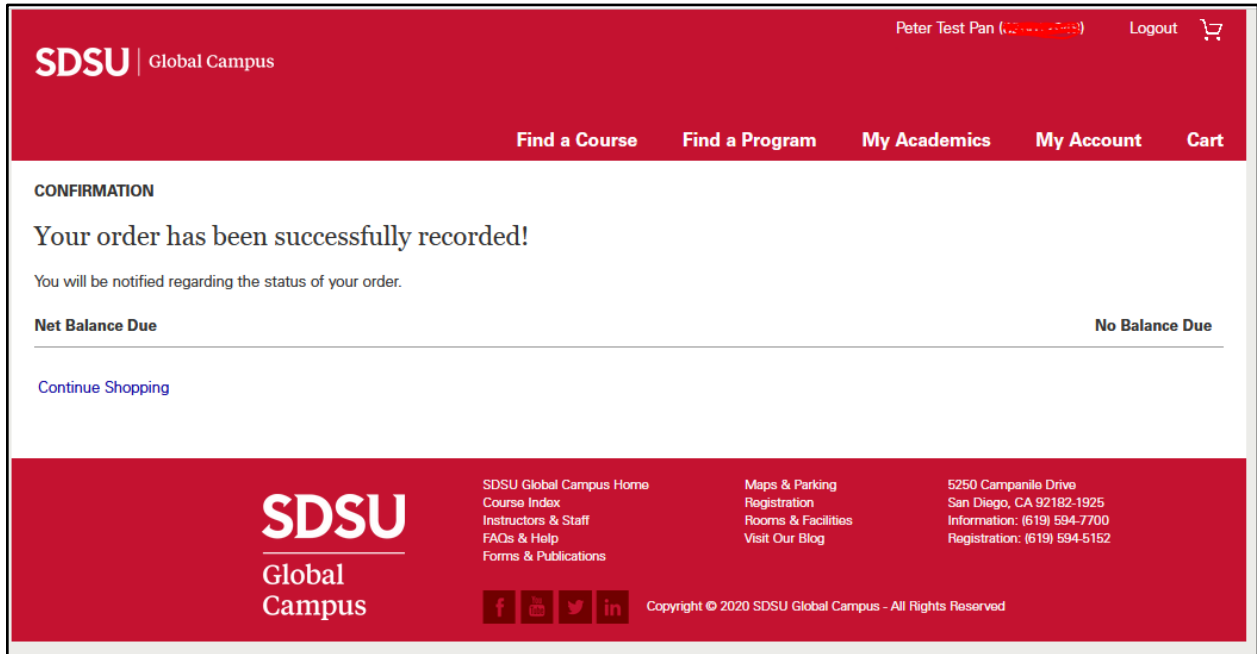 Peter Test Pan ( ) Logout
SDSU | Global Campus
Find a Course Find a Program My Academics My Account Cart
CONFIRMATION
Your order has been successfully recorded!
You will be notified regarding the status of your order.
Net Balance Due No Balance Due
Continue Shopping
SDSU
Global
Campus
SDSU Global Campus Home
Course Index
Instructors & Staff
FAQs & Help
Forms & Publications
Maps & Parking
Registration
Rooms & Facilities
Visit Our Blog
5250 Campanile Drive
San Diego, CA 92182-1925
Information: (619) 594-7700
Registration: (619) 594-5152
f You Tube in
Copyright © 2020 SDSU Global Campus - All Rights Reserved